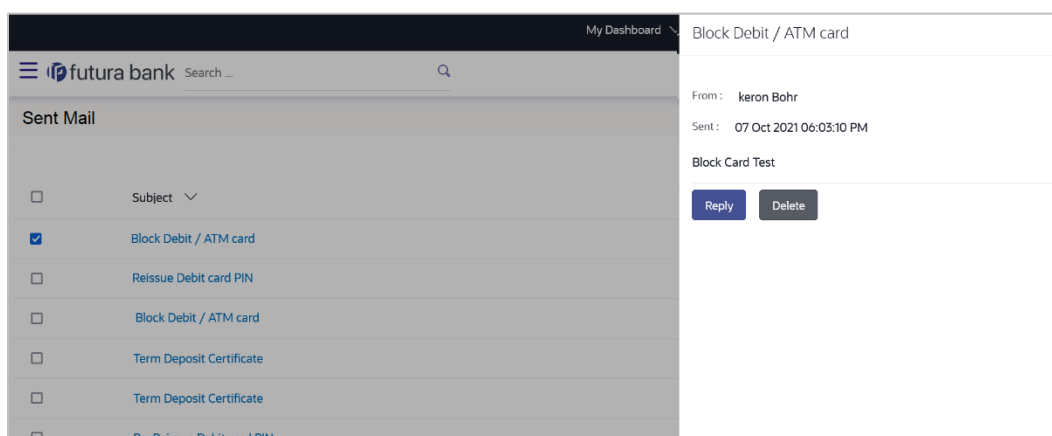 My Dashboard
futura bank Search ...
Sent Mail
Subject
Block Debit / ATM card
Reissue Debit card PIN
Block Debit / ATM card
Term Deposit Certificate
Term Deposit Certificate
Block Debit / ATM card
From : keron Bohr
Sent : 07 Oct 2021 06:03:10 PM
Block Card Test
Reply Delete